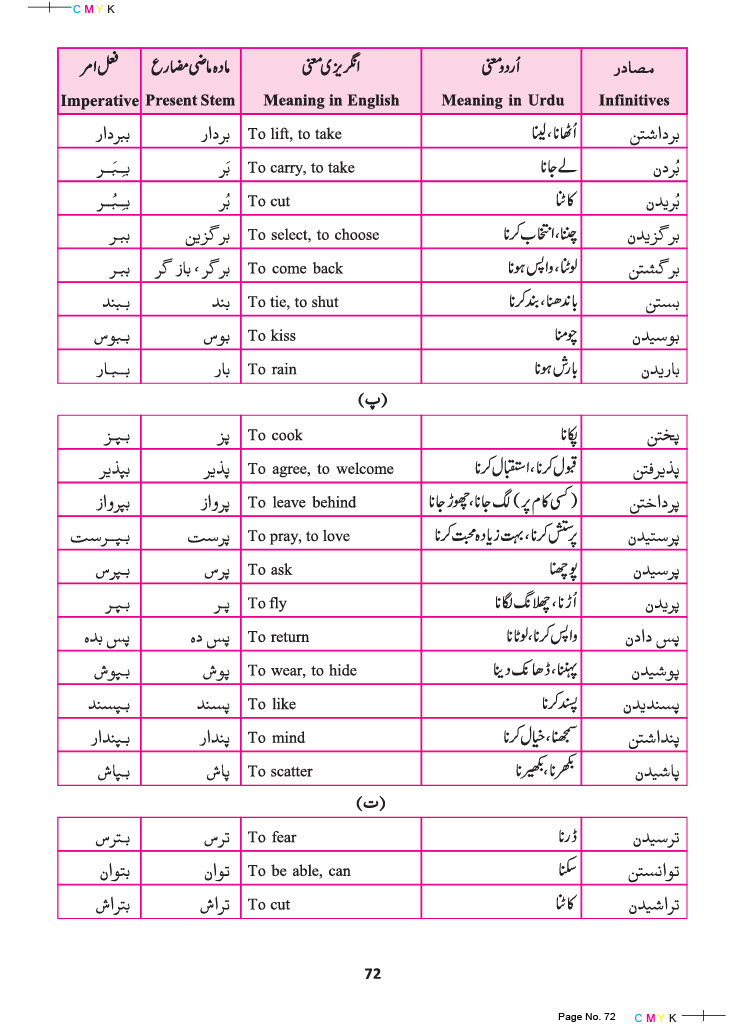 C M Y K
مصادر	اُردو معنی	انگریزی معنی	مادہ ماضی مضارع	فعل امر
Infinitives	Meaning in Urdu	Meaning in English	Present Stem	Imperative
برداشتن	اُٹھانا، لینا	To lift, to take	بردار	ببردار
بُردن	لے جانا	To carry, to take	بَر	بِبَر
بُریدن	کاٹنا	To cut	بُر	بِبُر
برگزیدن	چننا، انتخاب کرنا	To select, to choose	برگزین	ببر
برگشتن	لوٹنا، واپس ہونا	To come back	برگر، باز گر	ببر
بستن	باندھنا، بند کرنا	To tie, to shut	بند	ببند
بوسیدن	چومنا	To kiss	بوس	ببوس
باریدن	بارش ہونا	To rain	بار	ببار
(پ)
پختن	پکانا	To cook	پز	بپز
پذیرفتن	قبول کرنا، استقبال کرنا	To agree, to welcome	پذیر	بپذیر
پرداختن	(کسی کام پر) لگ جانا، چھوڑ جانا	To leave behind	پرواز	بپرواز
پرستیدن	پرستش کرنا، بہت زیادہ محبت کرنا	To pray, to love	پرست	بپرست
پرسیدن	پوچھنا	To ask	پرس	بپرس
پریدن	اُڑنا، چھلانگ لگانا	To fly	پر	بپر
پس دادن	واپس کرنا، لوٹانا	To return	پس دہ	پس بدہ
پوشیدن	پہننا، ڈھانک دینا	To wear, to hide	پوش	بپوش
پسندیدن	پسند کرنا	To like	پسند	بپسند
پنداشتن	سمجھنا، خیال کرنا	To mind	پندار	بپندار
پاشیدن	بکھرنا، بکھیرنا	To scatter	پاش	بپاش
(ت)
ترسیدن	ڈرنا	To fear	ترس	بترس
توانستن	سکنا	To be able, can	توان	بتوان
تراشیدن	کاٹنا	To cut	تراش	بتراش
72
Page No. 72 C M Y K